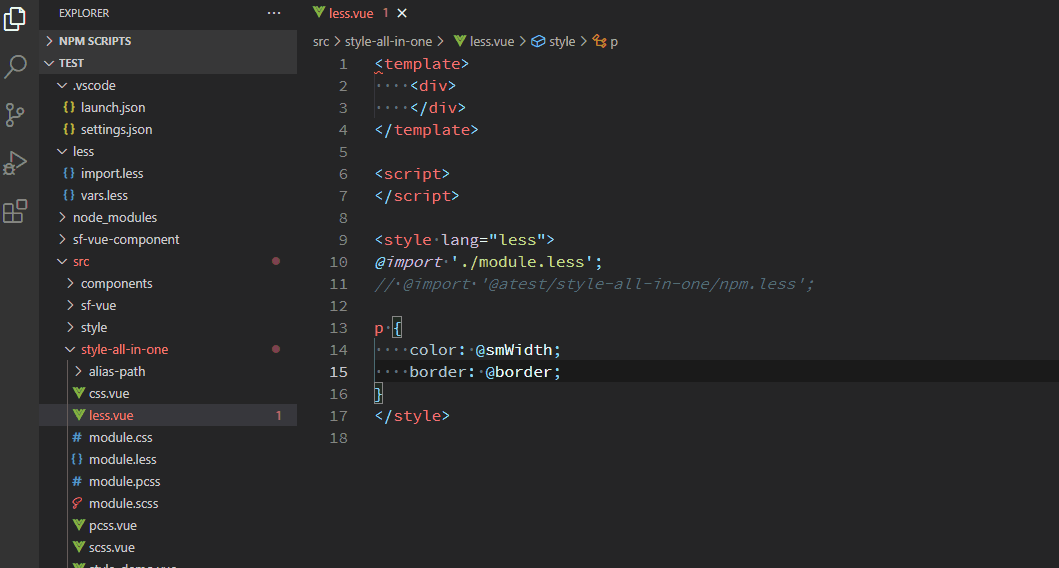 EXPLORER
···
less.vue 1 ×
NPM SCRIPTS
src > style-all-in-one > less.vue > style > p
TEST
.vscode
{} launch.json
{} settings.json
less
{} import.less
{} vars.less
node_modules
sf-vue-component
src
components
sf-vue
style
style-all-in-one
alias-path
css.vue
less.vue 1
# module.css
{} module.less
# module.pcss
module.scss
pcss.vue
scss.vue
style-demo.vue
1 <template>
2 ····<div>
3 ····</div>
4 </template>
5
6 <script>
7 </script>
8
9 <style·lang="less">
10 @import·'./module.less';
11 //·@import·'@atest/style-all-in-one/npm.less';
12
13 p·{
14 ····color:·@smWidth;
15 ····border:·@border;
16 }
17 </style>
18